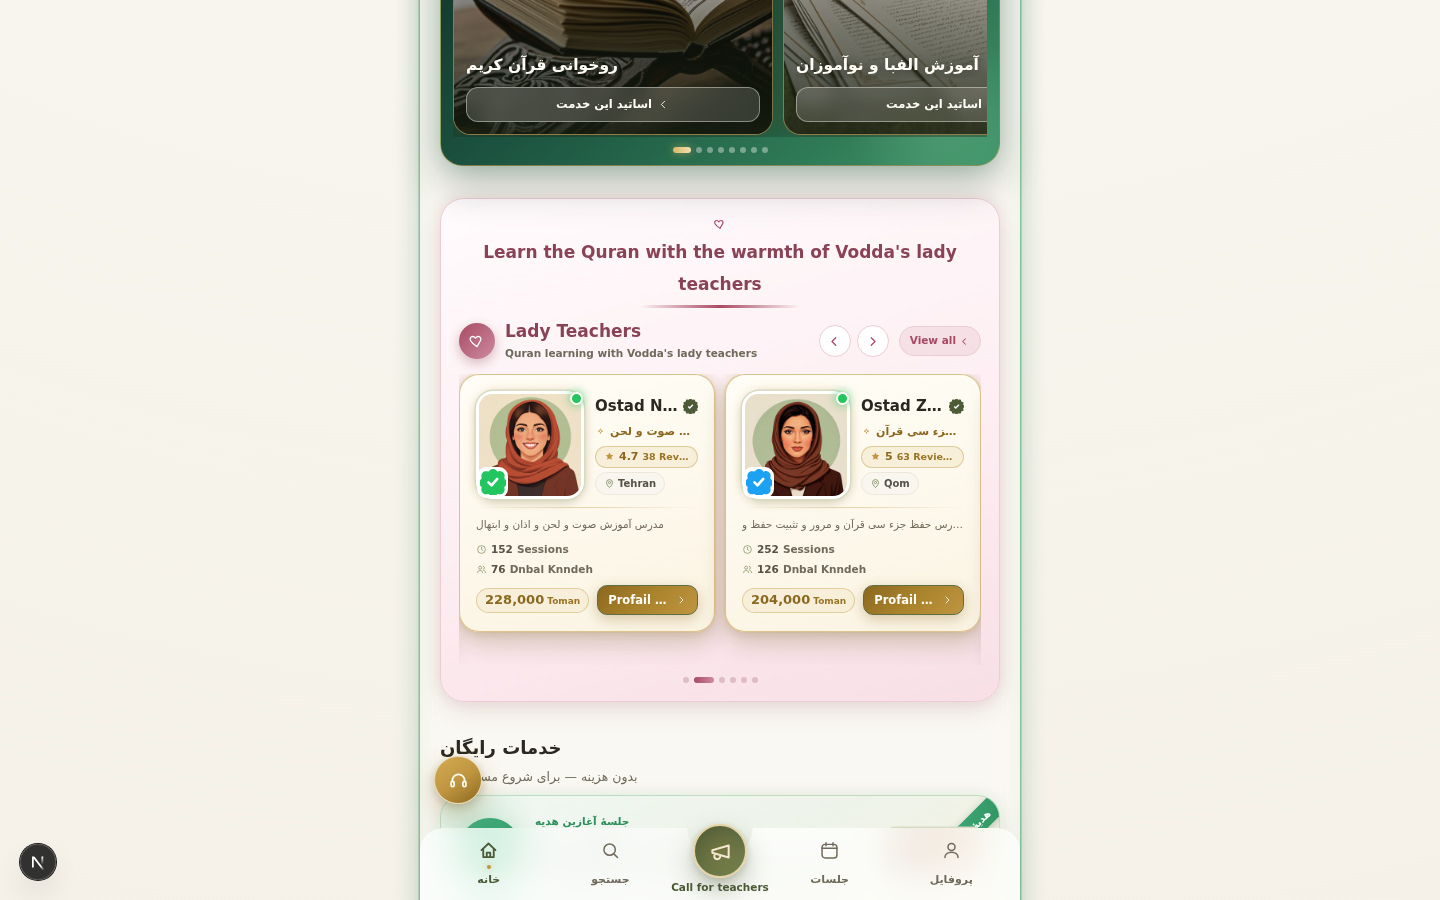 روخوانی قرآن کریم
آموزش الفبا و نوآموزان
اساتید این خدمت
اساتید این خدمت
Learn the Quran with the warmth of Vodda's lady
teachers
Lady Teachers
Quran learning with Vodda's lady teachers
View all
Ostad N...
صوت و لحن ...
4.7 38 Rev...
Tehran
مدرس آموزش صوت و لحن و اذان و ابتهال
152 Sessions
76 Dnbal Knndeh
228,000 Toman
Profail ...
Ostad Z...
...زء سی قرآن
5 63 Revie...
Qom
...رس حفظ جزء سی قرآن و مرور و تثبیت حفظ و
252 Sessions
126 Dnbal Knndeh
204,000 Toman
Profail ...
خدمات رایگان
بدون هزینه — برای شروع
جلسهٔ آغازین هدیه
خانه
جستجو
Call for teachers
جلسات
پروفایل
N